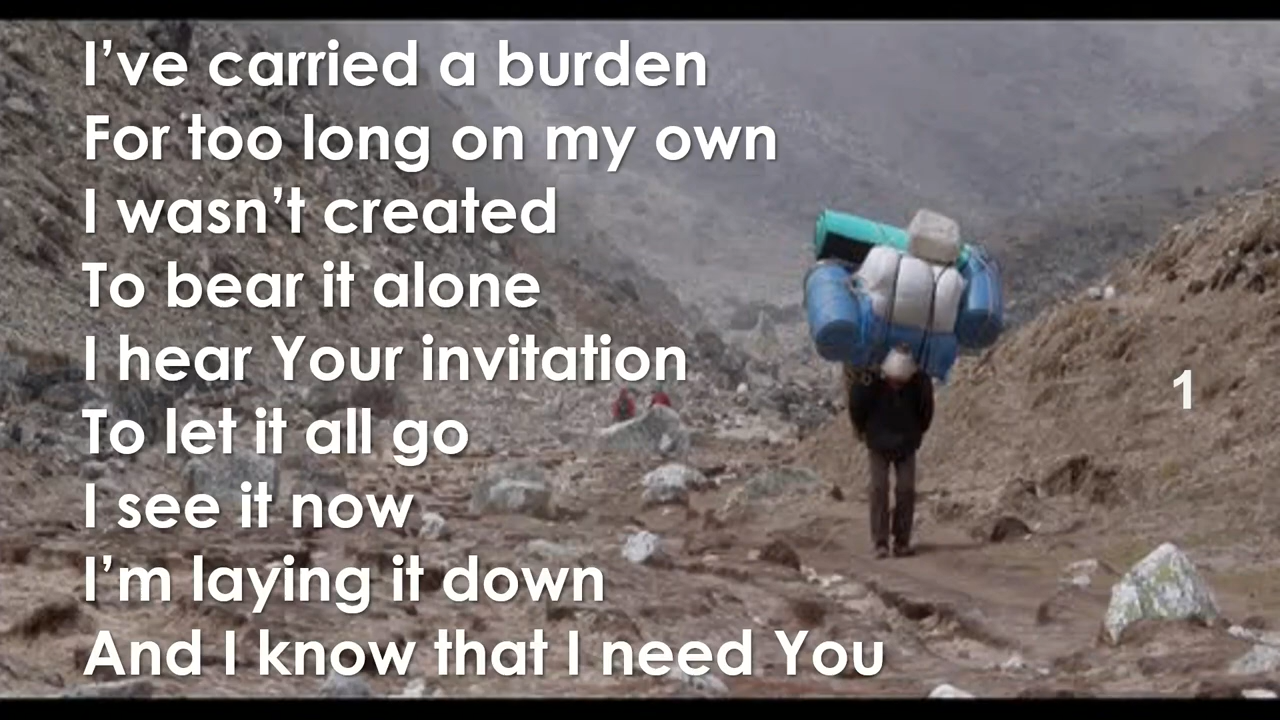 I’ve carried a burden
For too long on my own
I wasn’t created
To bear it alone
I hear Your invitation
To let it all go
I see it now
I’m laying it down
And I know that I need You
1